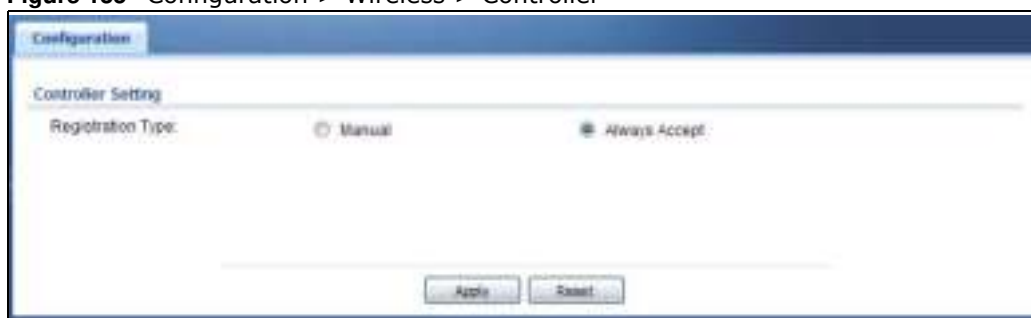 Configuration > Wireless > Controller
Configuration
Controller Setting
Registration Type: Manual Always Accept
Apply Reset